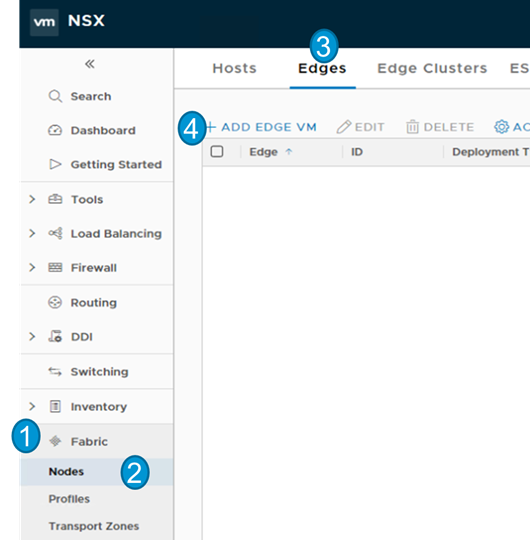 vm NSX
3
Hosts Edges Edge Clusters ES
«
Search
4 + ADD EDGE VM EDIT DELETE AC
Dashboard
Edge ↑ ID Deployment T
Getting Started
> Tools
> Load Balancing
> Firewall
Routing
> DDI
Switching
> Inventory
1 Fabric
Nodes 2
Profiles
Transport Zones